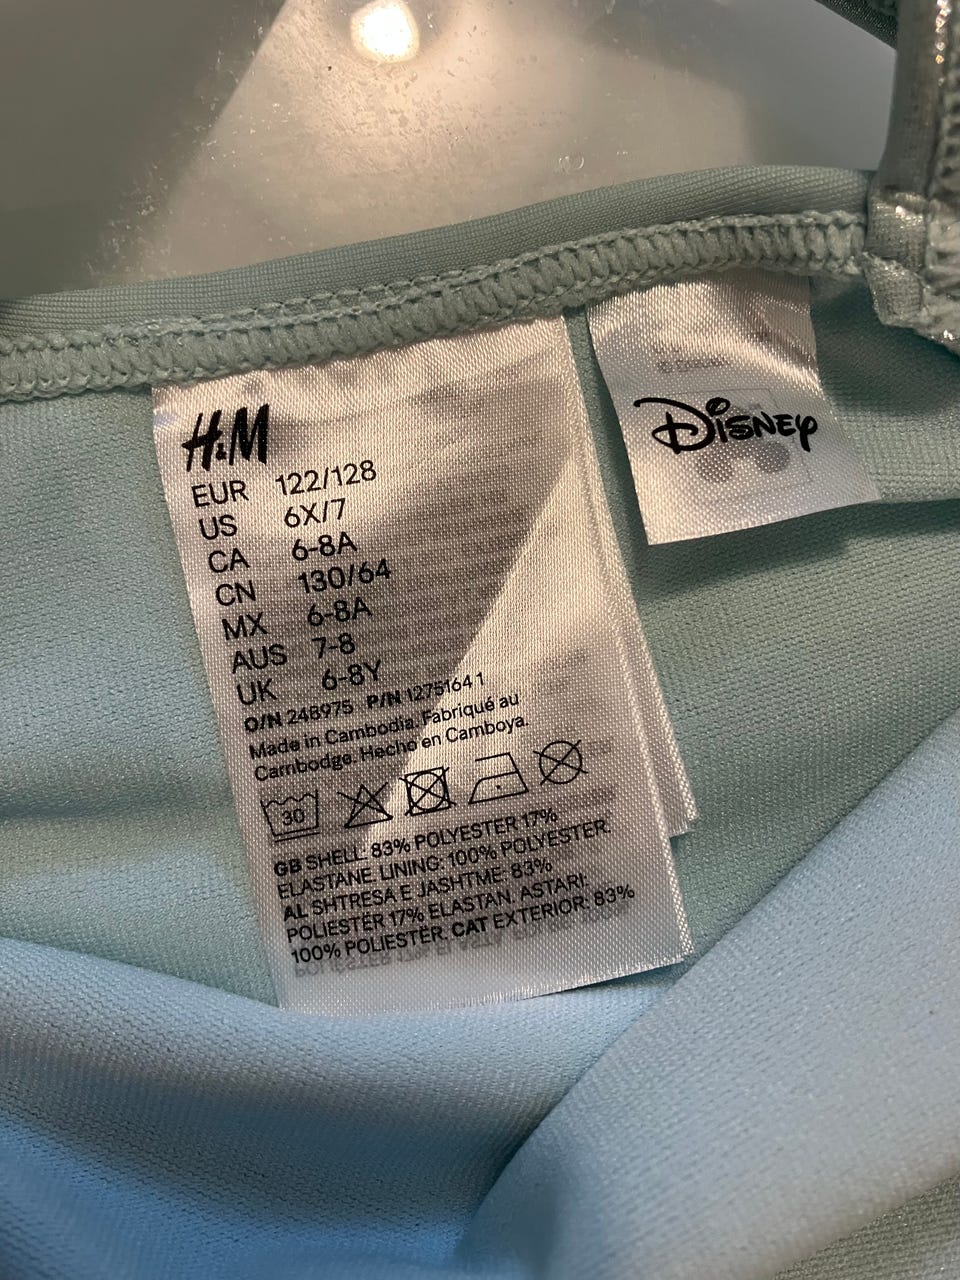 H&M
EUR 122/128
US 6X/7
CA 6-8A
CN 130/64
MX 6-8A
AUS 7-8
UK 6-8Y
O/N 248975 P/N 1275164 1
Made in Cambodia. Fabriqué au
Cambodge. Hecho en Camboya.
30
GB SHELL: 83% POLYESTER 17%
ELASTANE LINING: 100% POLYESTER.
AL SHTRESA E JASHTME: 83%
POLIESTËR 17% ELASTAN. ASTARI:
100% POLIESTËR. CAT EXTERIOR: 83%
Disney